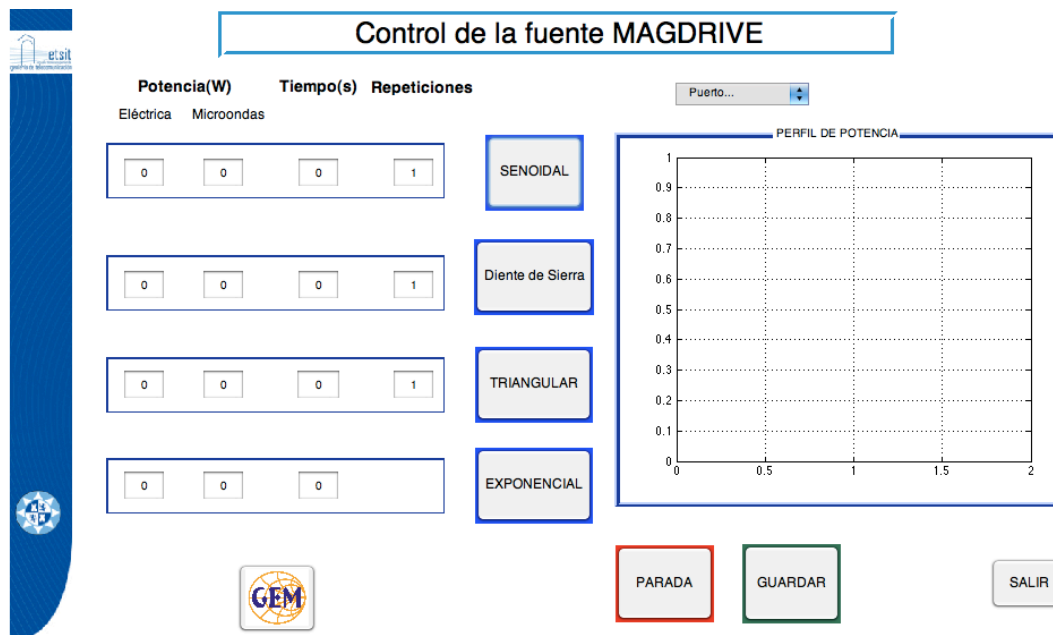 Control de la fuente MAGDRIVE
etsit
Potencia(W) Tiempo(s) Repeticiones
Eléctrica Microondas
Puerto...
PERFIL DE POTENCIA
0 0 0 1
SENOIDAL
0 0 0 1
Diente de Sierra
0 0 0 1
TRIANGULAR
0 0 0
EXPONENCIAL
1
0.9
0.8
0.7
0.6
0.5
0.4
0.3
0.2
0.1
0
0 0.5 1 1.5 2
GEM
PARADA
GUARDAR
SALIR